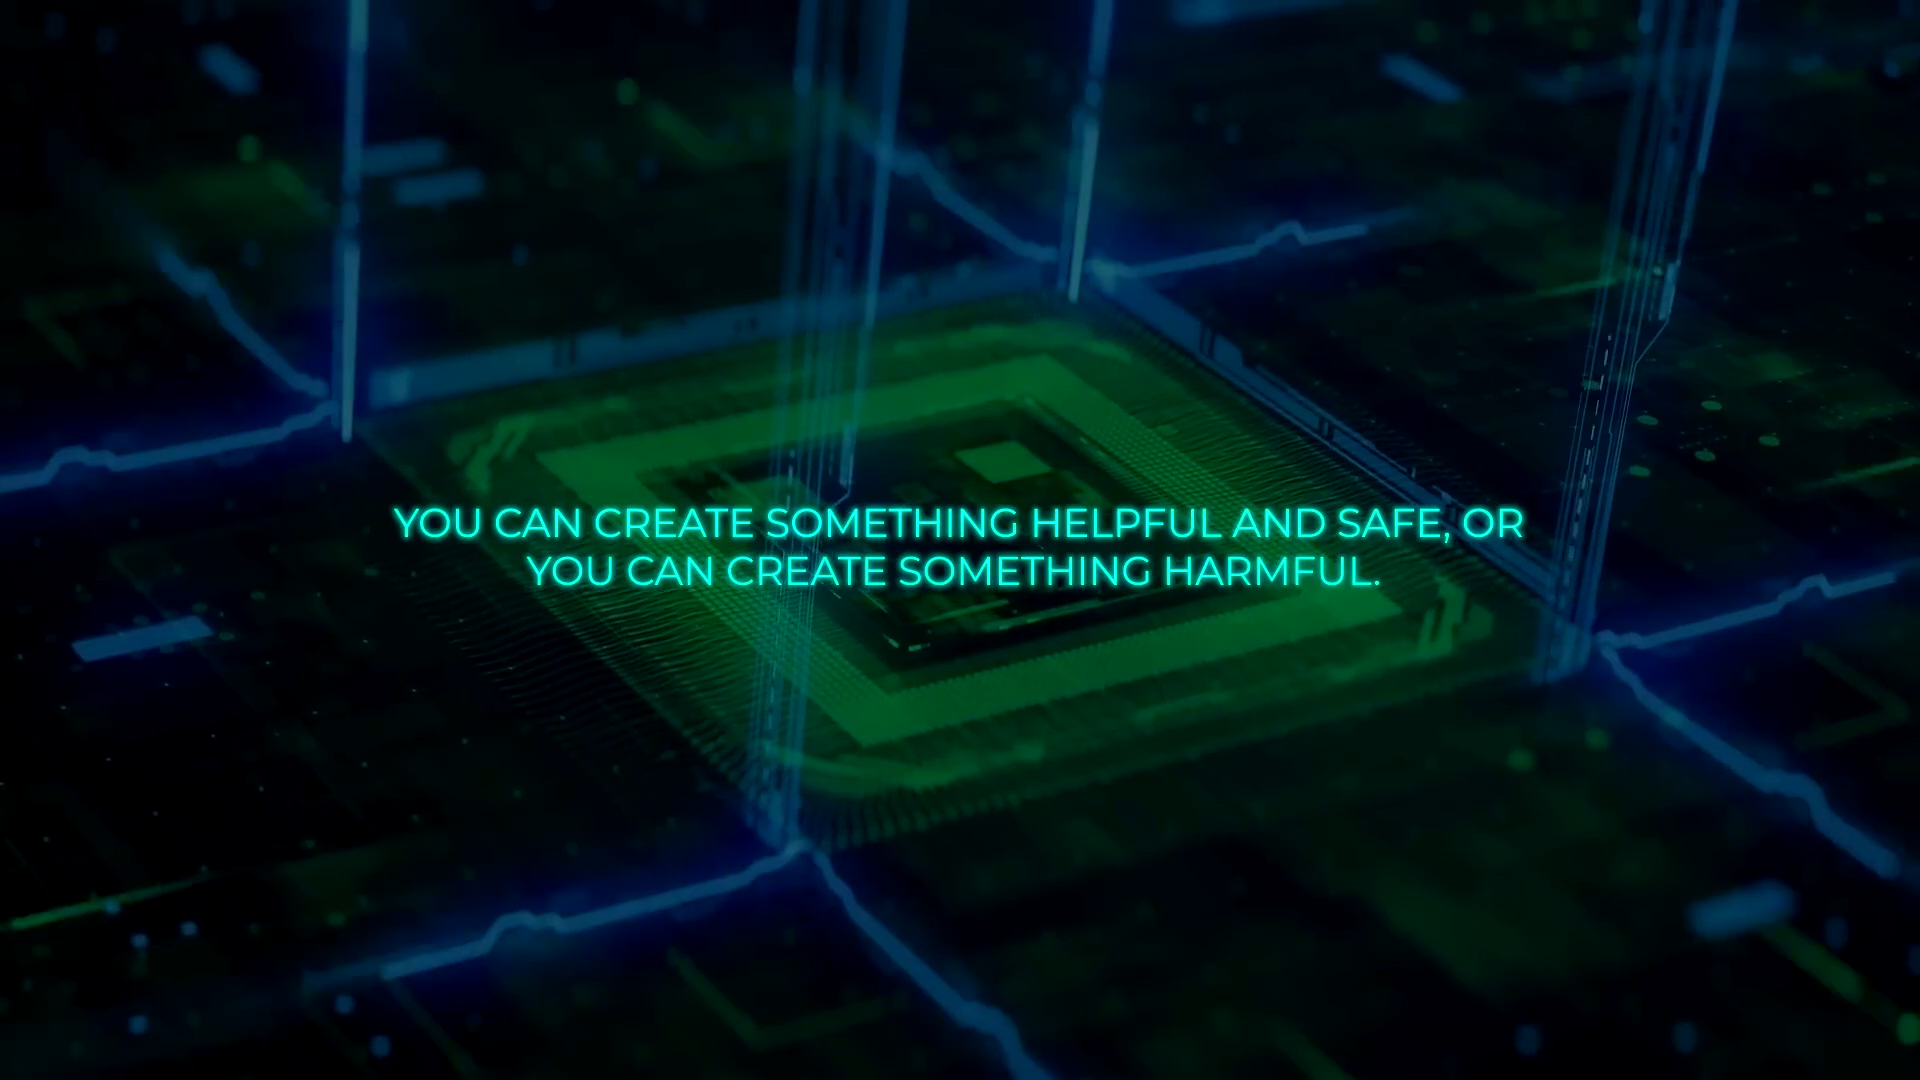 YOU CAN CREATE SOMETHING HELPFUL AND SAFE, OR
YOU CAN CREATE SOMETHING HARMFUL.